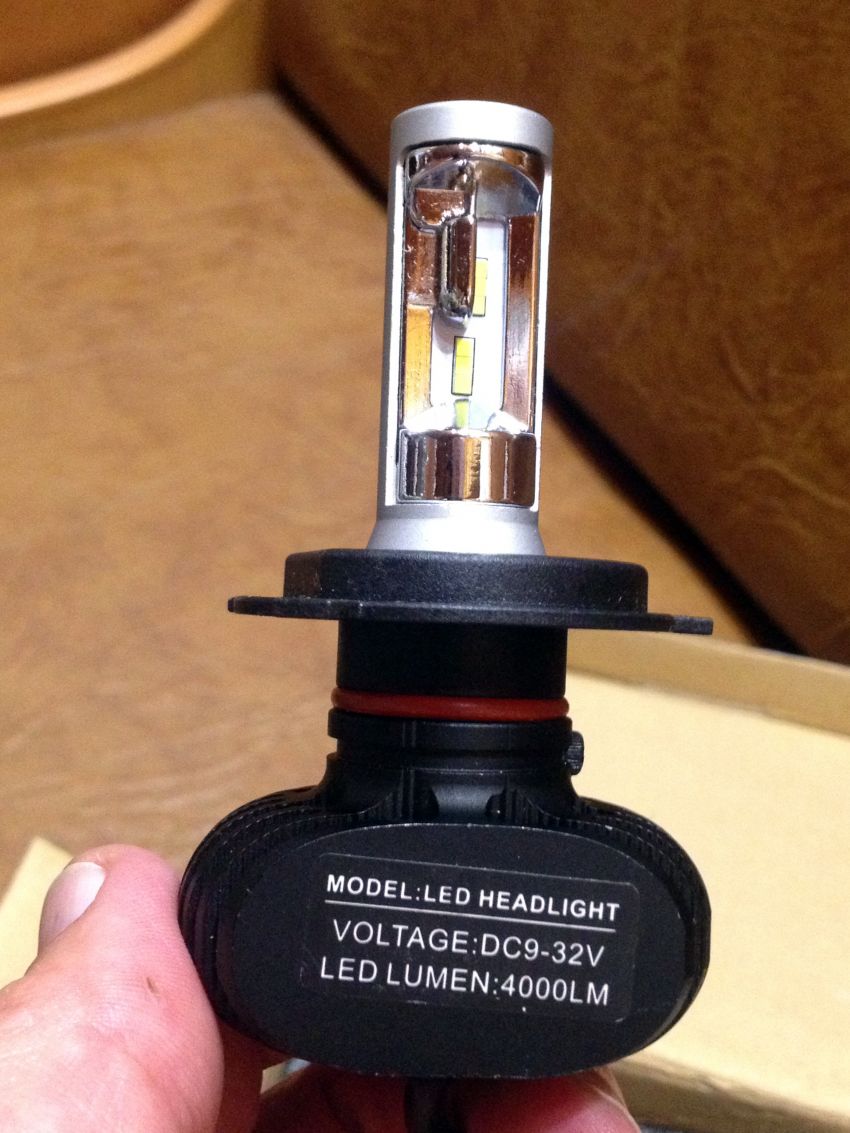 MODEL:LED HEADLIGHT
VOLTAGE:DC9-32V
LED LUMEN:4000LM